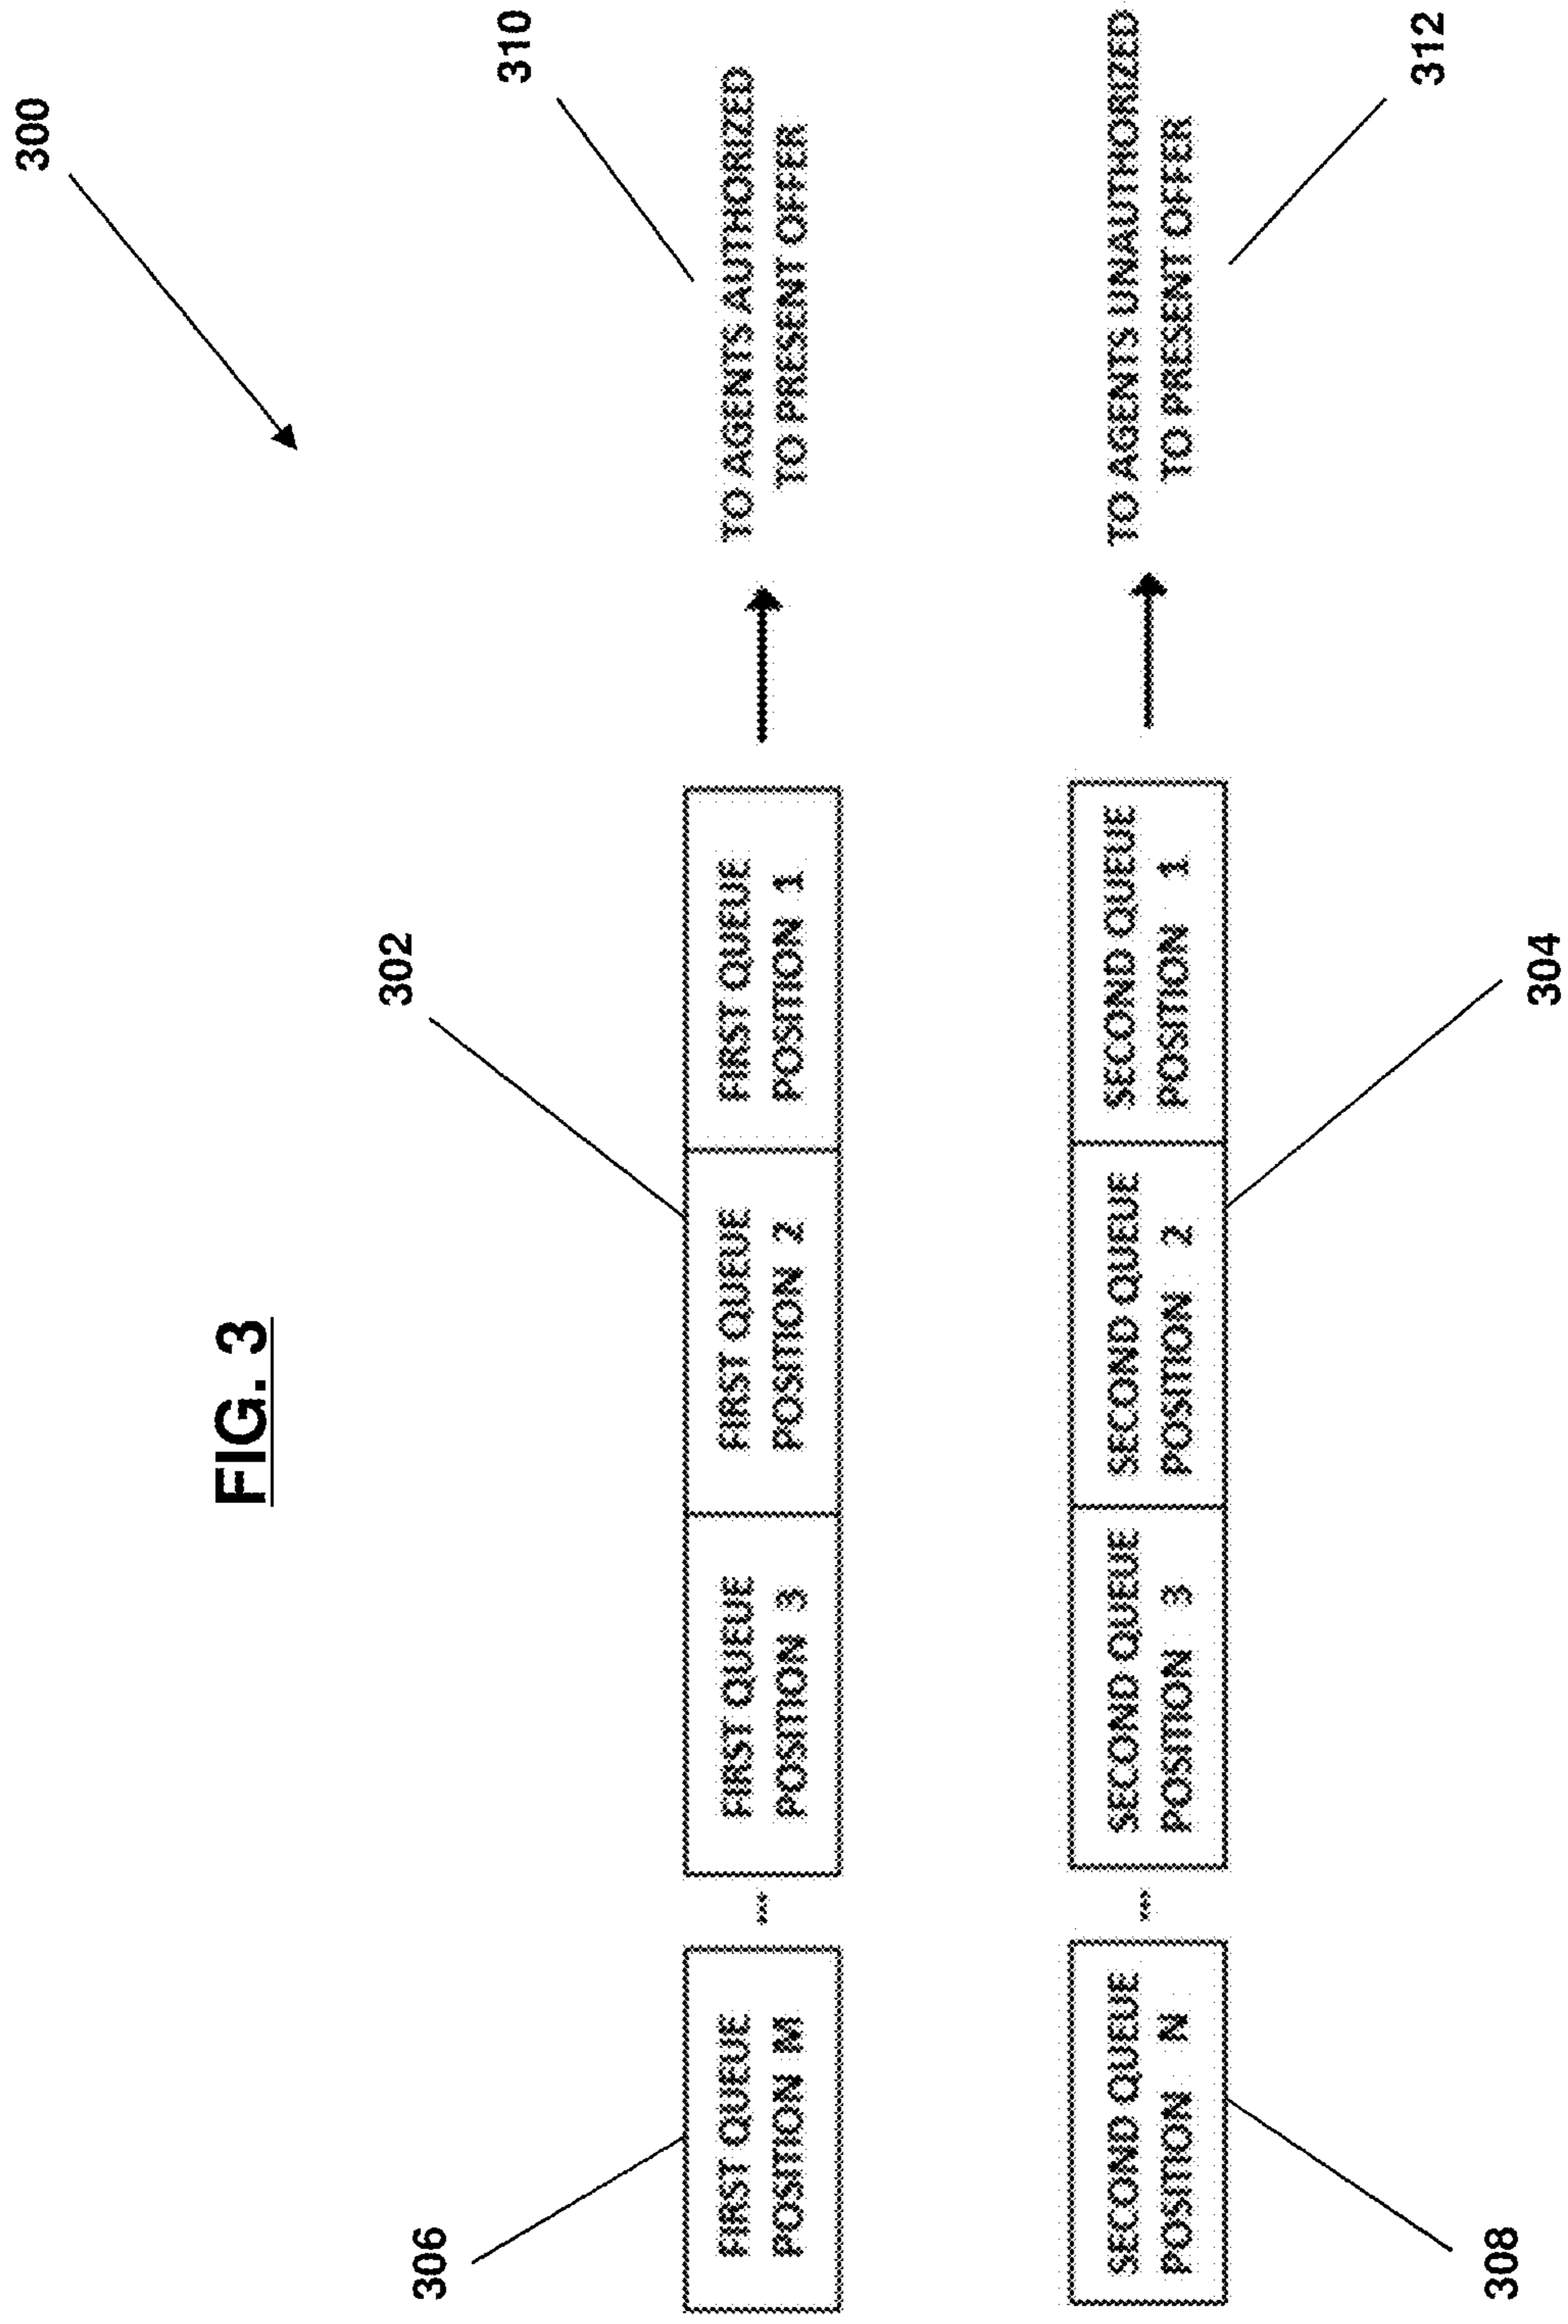 FIG. 3
300
302
310
306
FIRST QUEUE
POSITION M
...
FIRST QUEUE
POSITION 3
FIRST QUEUE
POSITION 2
FIRST QUEUE
POSITION 1
TO AGENTS AUTHORIZED
TO PRESENT OFFER
SECOND QUEUE
POSITION N
...
SECOND QUEUE
POSITION 3
SECOND QUEUE
POSITION 2
SECOND QUEUE
POSITION 1
TO AGENTS UNAUTHORIZED
TO PRESENT OFFER
308
304
312